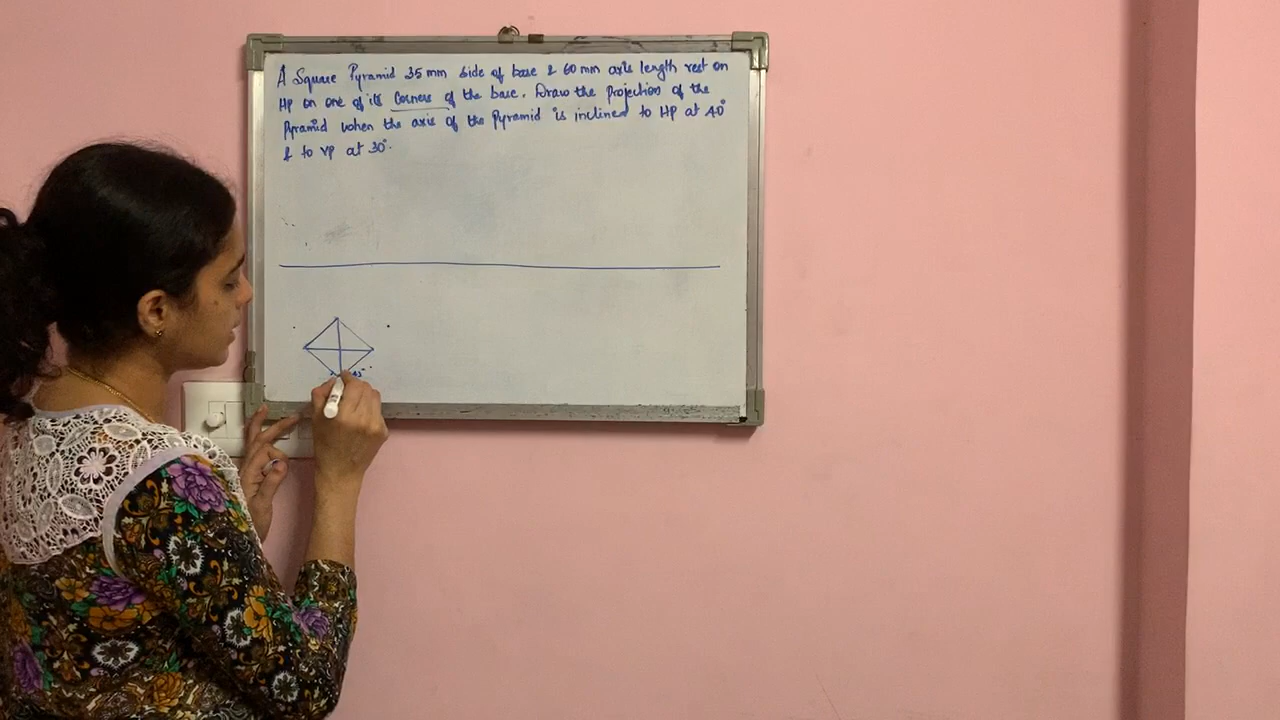 A Square Pyramid 35 mm side of base & 60 mm axis length rest on
HP on one of its corners of the base. Draw the projection of the
Pyramid when the axis of the pyramid is inclined to HP at 40°
& to VP at 30°.
45°